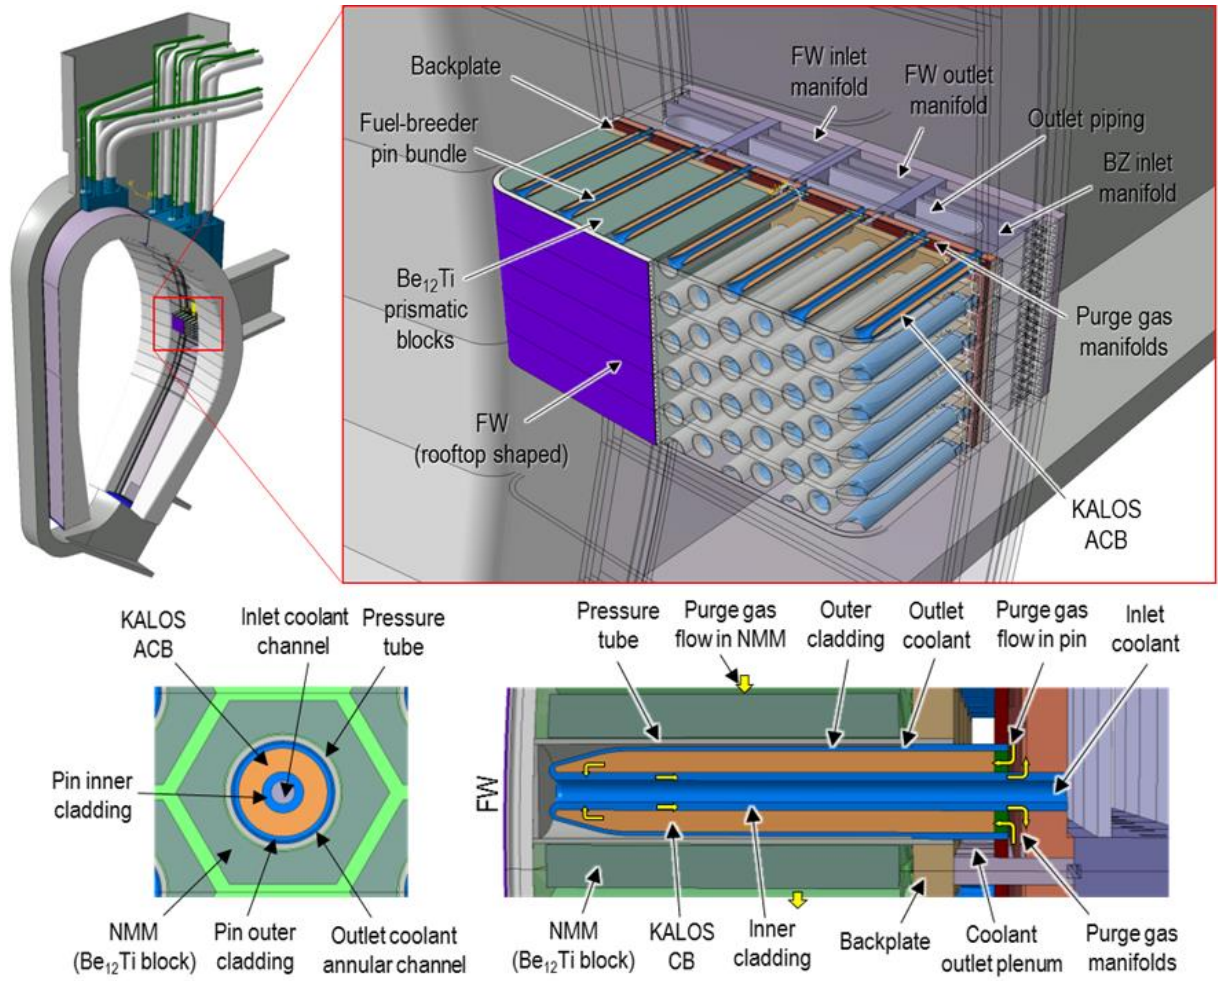 Backplate
FW inlet
manifold
FW outlet
manifold
Outlet piping
Fuel-breeder
pin bundle
BZ inlet
manifold
Be₁₂Ti
prismatic
blocks
Purge gas
manifolds
FW
(rooftop shaped)
KALOS
ACB
KALOS
ACB
Inlet coolant
channel
Pressure
tube
Pin inner
cladding
NMM
(Be₁₂Ti block)
Pin outer
cladding
Outlet coolant
annular channel
Pressure
tube
Purge gas
flow in NMM
Outer
cladding
Outlet
coolant
Purge gas
flow in pin
Inlet
coolant
FW
NMM
(Be₁₂Ti block)
KALOS
CB
Inner
cladding
Backplate
Coolant
outlet plenum
Purge gas
manifolds